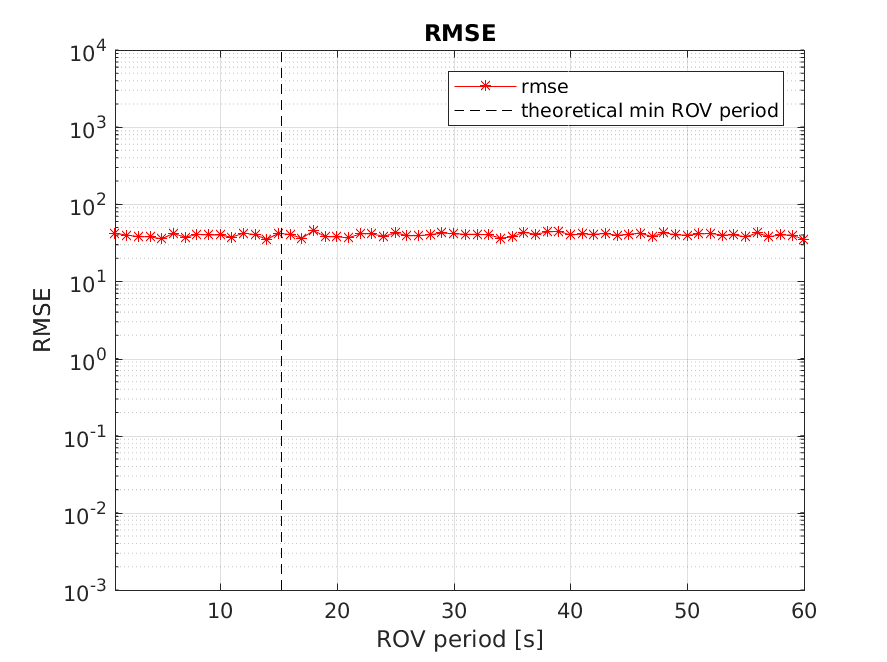 RMSE
10^4
10^3
10^2
10^1
10^0
10^-1
10^-2
10^-3
RMSE
rmse
theoretical min ROV period
10 20 30 40 50 60
ROV period [s]